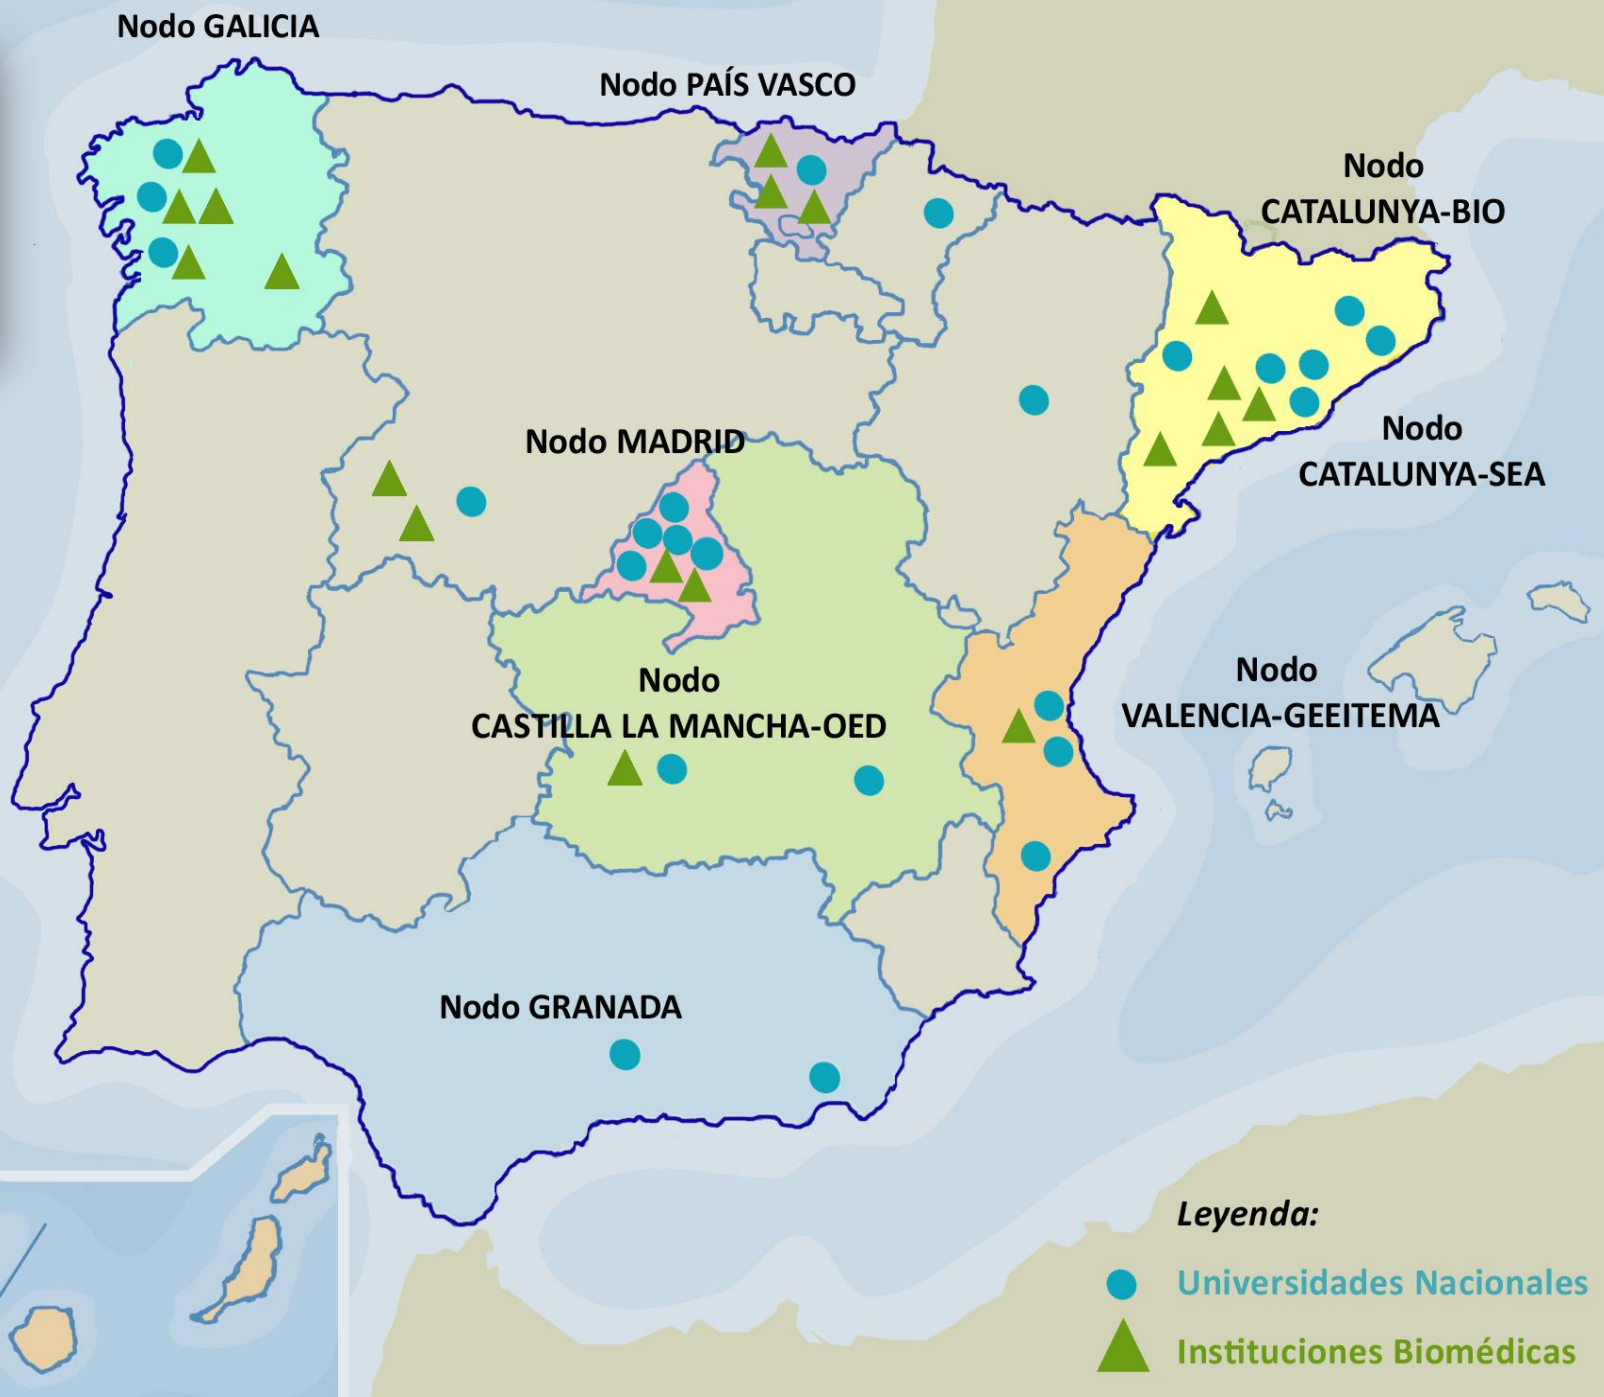 Nodo GALICIA
Nodo PAÍS VASCO
Nodo
CATALUNYA-BIO
Nodo MADRID
Nodo
CATALUNYA-SEA
Nodo
CASTILLA LA MANCHA-OED
Nodo
VALENCIA-GEEITEMA
Nodo GRANADA
Leyenda:
Universidades Nacionales
Instituciones Biomédicas